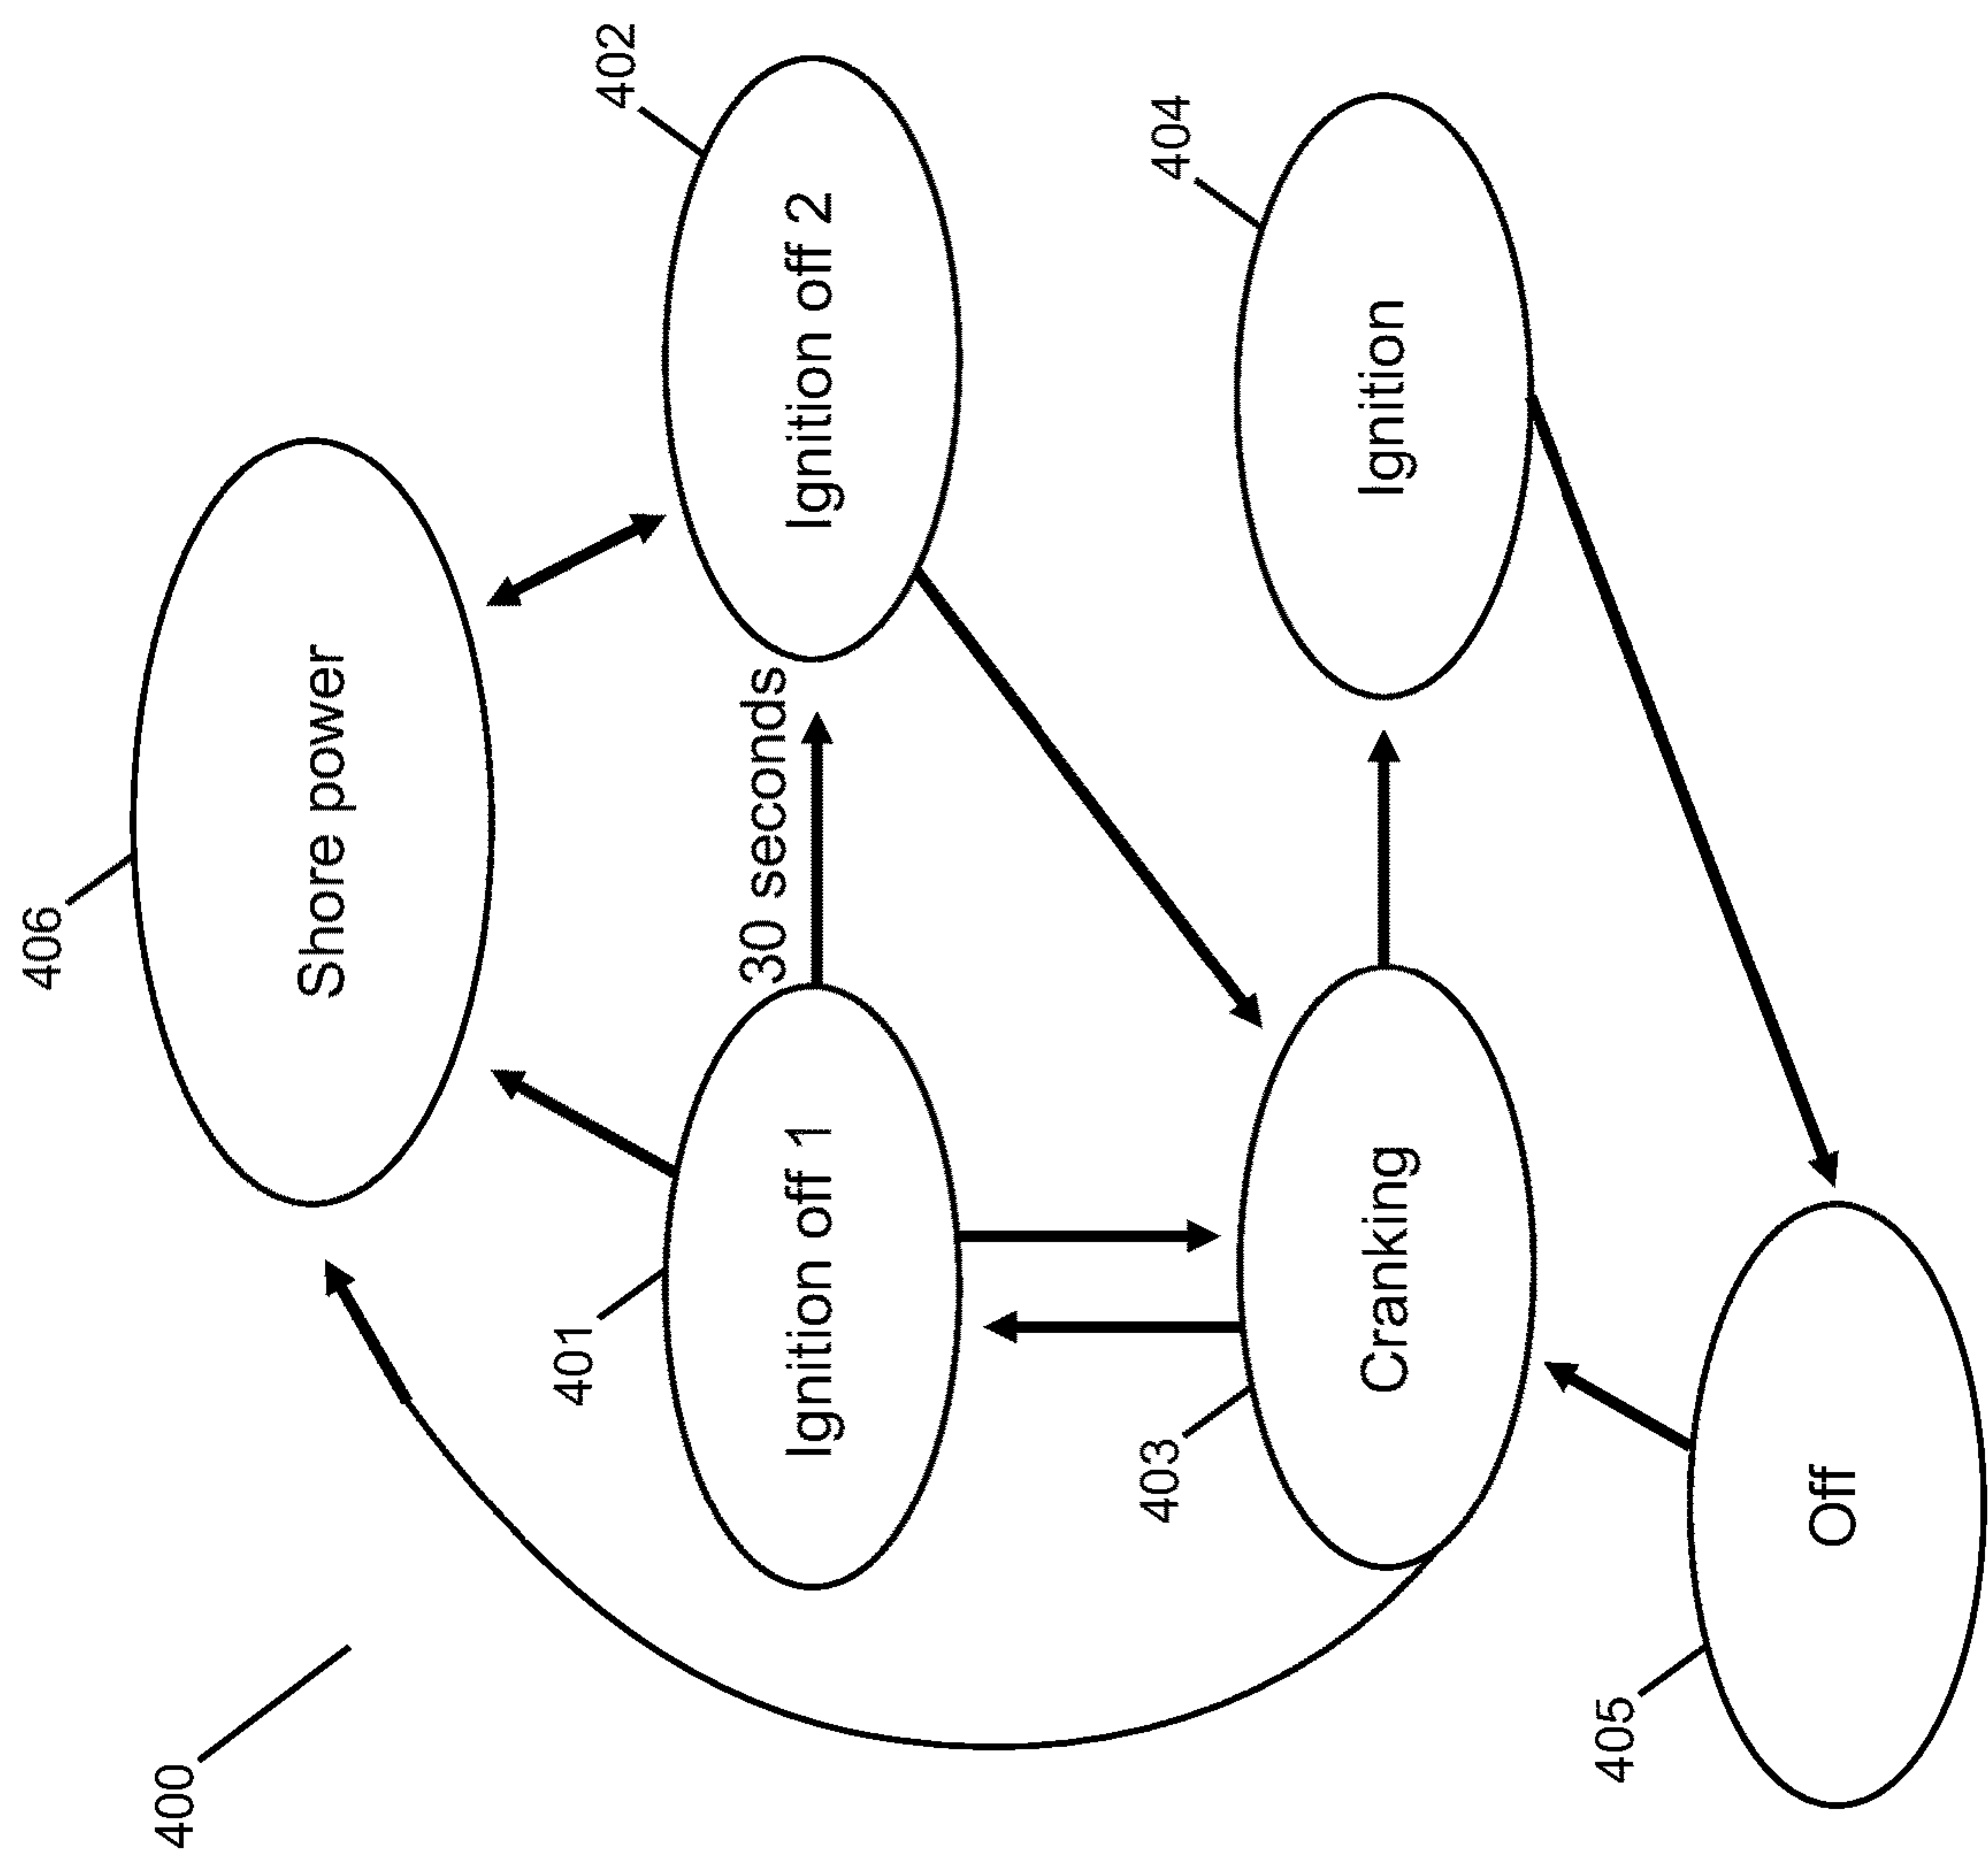 400
406
Shore power
401
Ignition off 1
30 seconds
Ignition off 2
402
403
Cranking
Ignition
404
405
Off